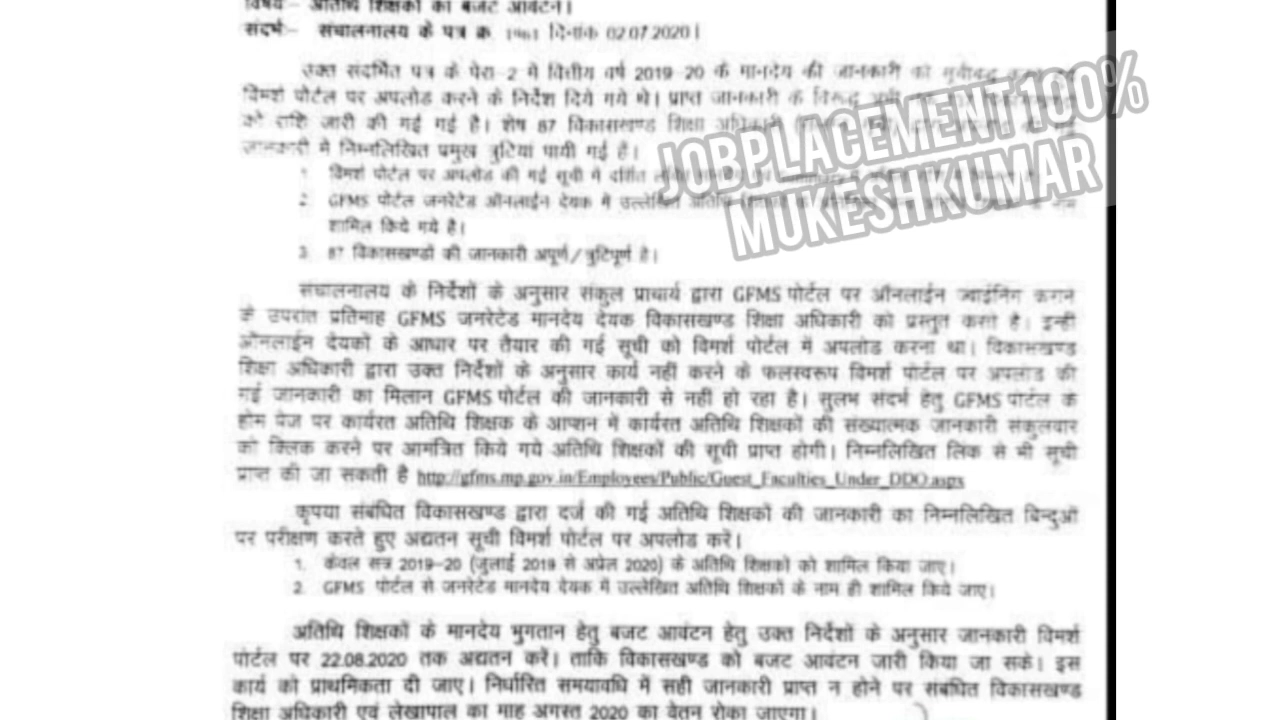 विषय:- अतिथि शिक्षकों का बजट आवंटन।
संदर्भ:- संचालनालय के पत्र क्र 1961 दिनांक 02.07.2020।
उक्त संदर्भित पत्र के पेरा-2 में वित्तीय वर्ष 2019-20 के मानदेय की जानकारी
विमर्श पोर्टल पर अपलोड करने के निर्देश दिये गये थे। प्राप्त जानकारी के विरूद्ध
को राशि जारी की गई गई है। शेष 87 विकासखण्ड शिक्षा अधिकारी
जानकारी में निम्नलिखित प्रमुख त्रुटियां पायी गई है।
1. विमर्श पोर्टल पर अपलोड की गई सूची में दर्शित
2. GFMS पोर्टल जनरेटेड ऑनलाईन देयक में उल्लेखित अतिथि
शामिल किये गये है।
3. 87 विकासखण्डों की जानकारी अपूर्ण/त्रुटिपूर्ण है।
JOBPLACEMENT100%
MUKESHKUMAR
संचालनालय के निर्देशों के अनुसार संकुल प्राचार्य द्वारा GFMS पोर्टल पर ऑनलाईन ज्वाईनिंग कराने
के उपरांत प्रतिमाह GFMS जनरेटेड मानदेय देयक विकासखण्ड शिक्षा अधिकारी को प्रस्तुत करता है। इन्ही
ऑनलाईन देयकों के आधार पर तैयार की गई सूची को विमर्श पोर्टल में अपलोड करना था। विकासखण्ड
शिक्षा अधिकारी द्वारा उक्त निर्देशों के अनुसार कार्य नहीं करने के फलस्वरूप विमर्श पोर्टल पर अपलोड की
गई जानकारी का मिलान GFMS पोर्टल की जानकारी से नहीं हो रहा है। सुलभ संदर्भ हेतु GFMS पोर्टल के
होम पेज पर कार्यरत अतिथि शिक्षक के आप्शन में कार्यरत अतिथि शिक्षकों की संख्यात्मक जानकारी संकुलवार
को क्लिक करने पर आमंत्रित किये गये अतिथि शिक्षकों की सूची प्राप्त होगी। निम्नलिखित लिंक से भी सूची
प्राप्त की जा सकती है http://gfms.mp.gov.in/Employees/Public/Guest_Faculties_Under_DDO.aspx
कृपया संबंधित विकासखण्ड द्वारा दर्ज की गई अतिथि शिक्षकों की जानकारी का निम्नलिखित बिन्दुओं
पर परीक्षण करते हुए अद्यतन सूची विमर्श पोर्टल पर अपलोड करें।
1. केवल सत्र 2019-20 (जुलाई 2019 से अप्रेल 2020) के अतिथि शिक्षकों को शामिल किया जाए।
2. GFMS पोर्टल से जनरेटेड मानदेय देयक में उल्लेखित अतिथि शिक्षकों के नाम ही शामिल किये जाए।
अतिथि शिक्षकों के मानदेय भुगतान हेतु बजट आवंटन हेतु उक्त निर्देशों के अनुसार जानकारी विमर्श
पोर्टल पर 22.08.2020 तक अद्यतन करें। ताकि विकासखण्ड को बजट आवंटन जारी किया जा सके। इस
कार्य को प्राथमिकता दी जाए। निर्धारित समयावधि में सही जानकारी प्राप्त न होने पर संबंधित विकासखण्ड
शिक्षा अधिकारी एवं लेखापाल का माह अगस्त 2020 का वेतन रोका जाएगा।